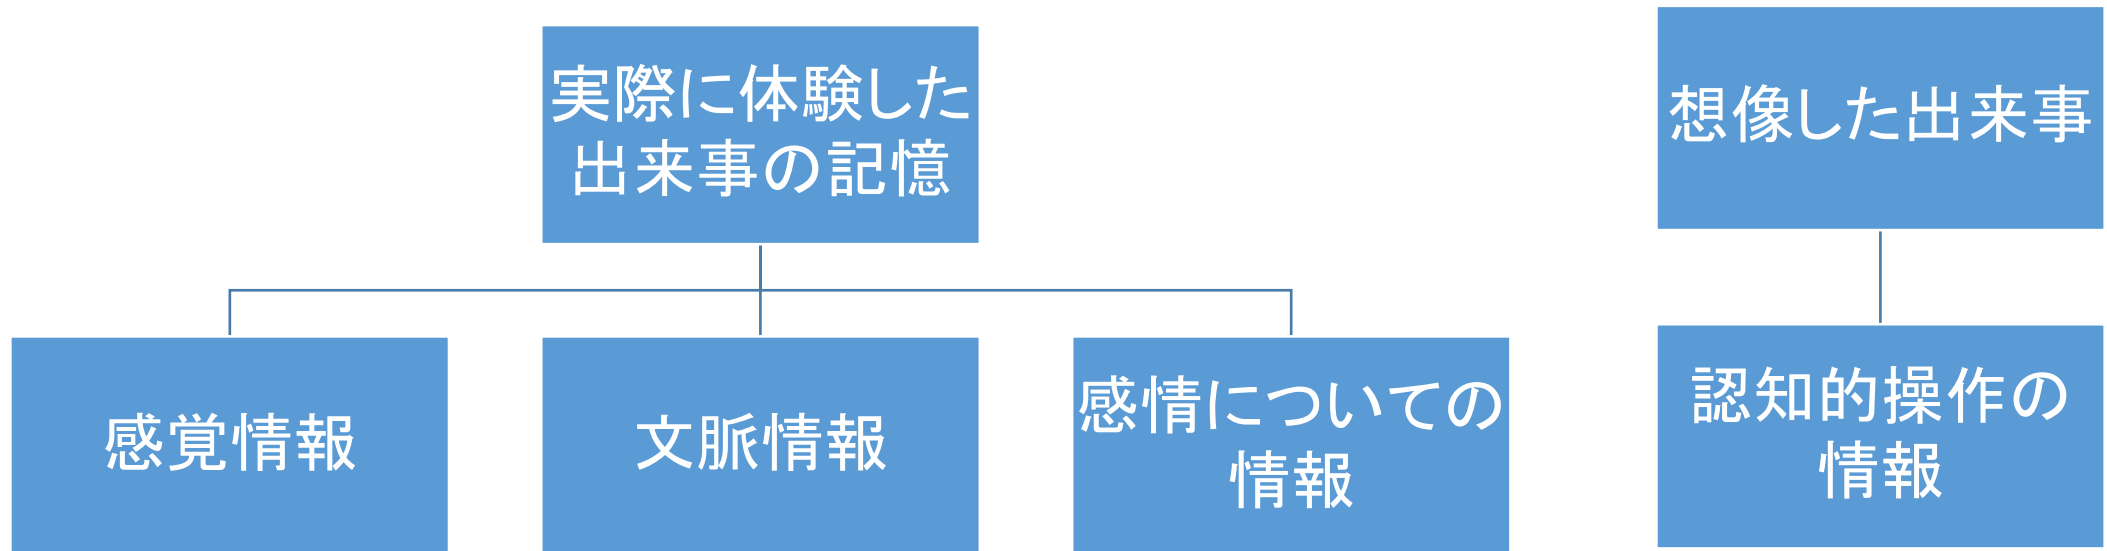 実際に体験した
出来事の記憶
想像した出来事
感覚情報
文脈情報
感情についての
情報
認知的操作の
情報